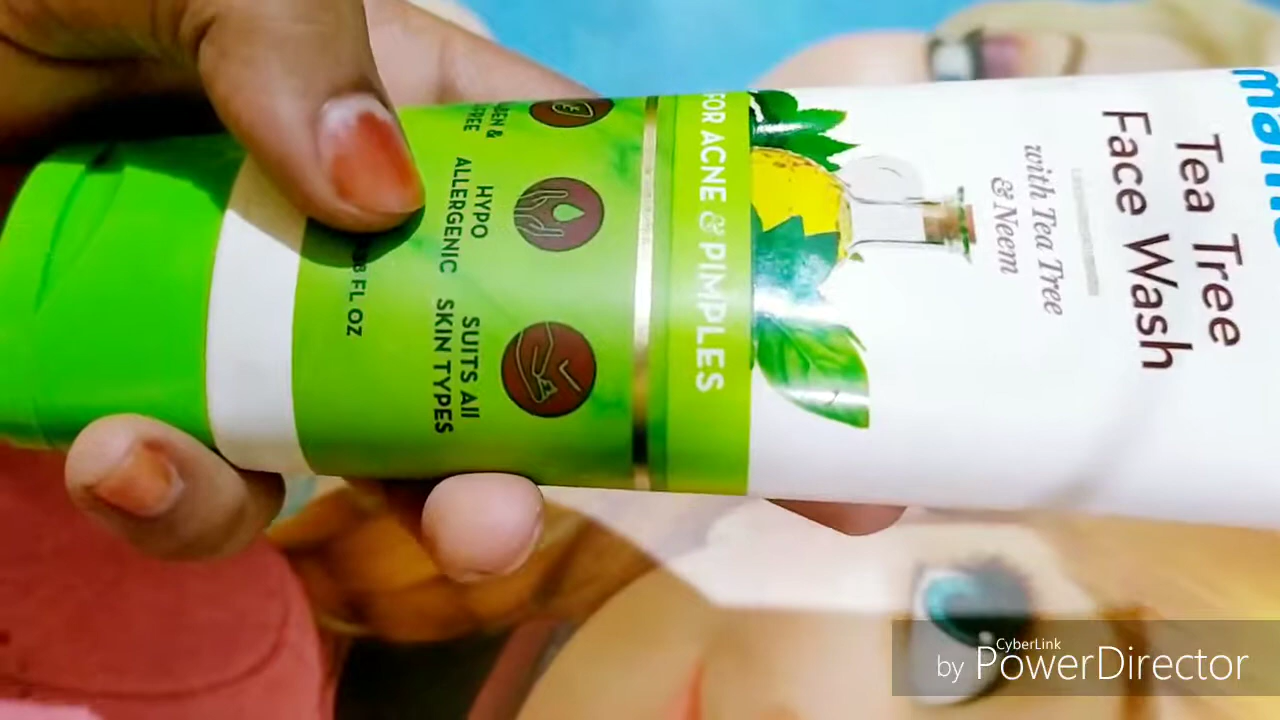 Tea Tree
Face Wash
with Tea Tree
& Neem
FOR ACNE & PIMPLES
HYPO
ALLERGENIC
SUITS All
SKIN TYPES
FL OZ
CyberLink
by PowerDirector